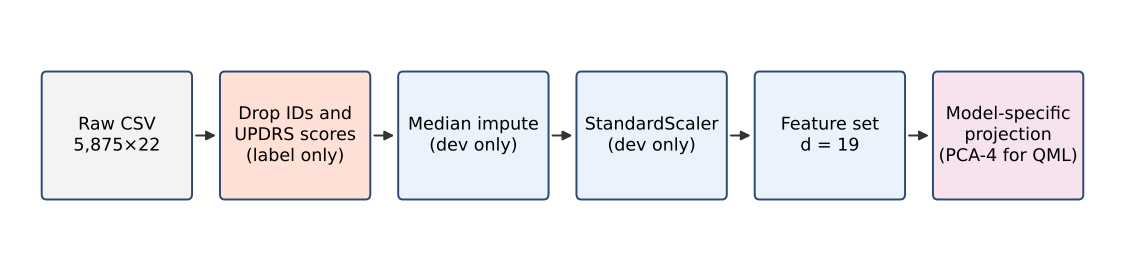 Raw CSV
5,875×22
Drop IDs and
UPDRS scores
(label only)
Median impute
(dev only)
StandardScaler
(dev only)
Feature set
d = 19
Model-specific
projection
(PCA-4 for QML)